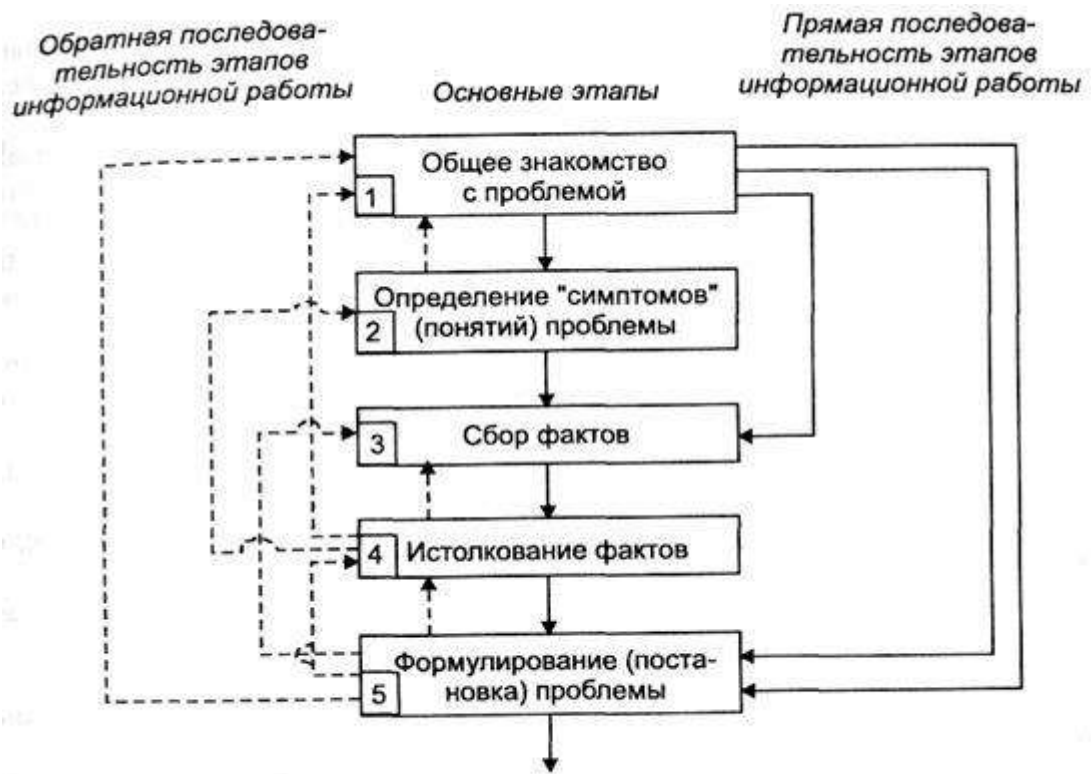 Обратная последова-
тельность этапов
информационной работы
Основные этапы
Прямая последова-
тельность этапов
информационной работы
Общее знакомство
с проблемой
1
Определение "симптомов"
(понятий) проблемы
2
Сбор фактов
3
Истолкование фактов
4
Формулирование (поста-
новка) проблемы
5